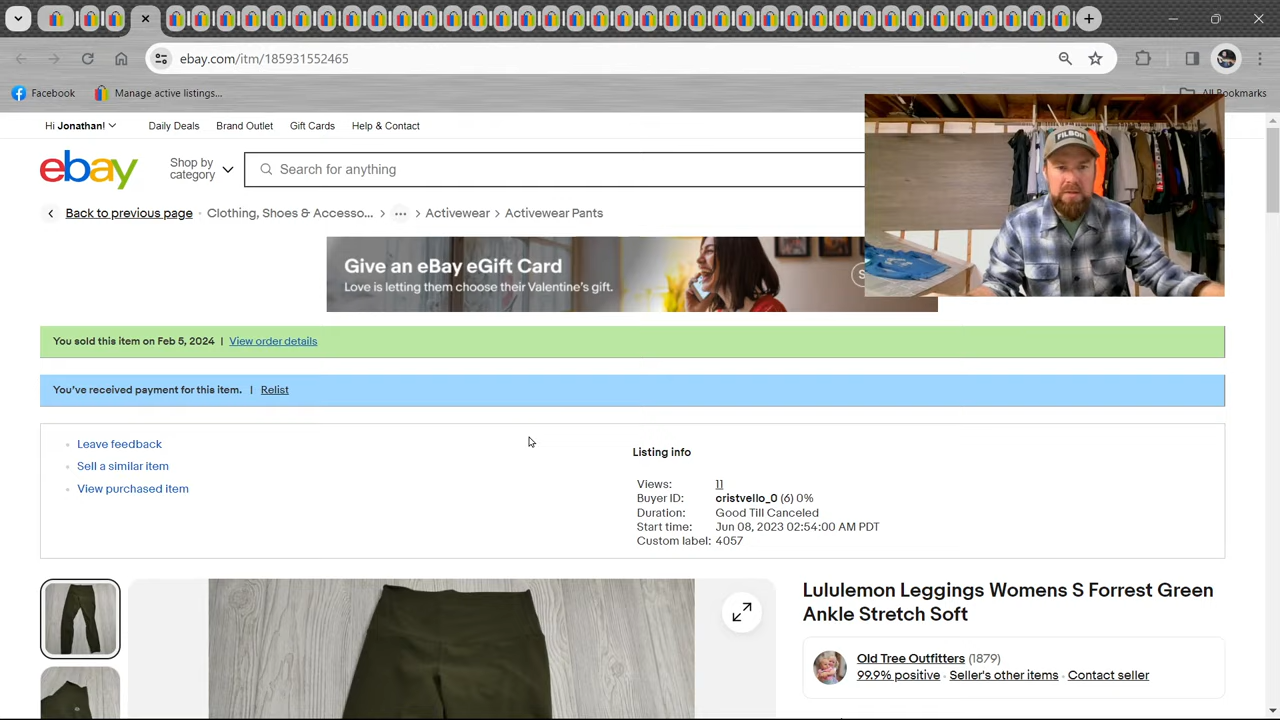 ebay.com/itm/185931552465
Facebook
Manage active listings...
All Bookmarks
Hi Jonathan!
Daily Deals
Brand Outlet
Gift Cards
Help & Contact
ebay
Shop by
category
Search for anything
FILSON
Back to previous page · Clothing, Shoes & Accesso... > ... > Activewear > Activewear Pants
Give an eBay eGift Card
Love is letting them choose their Valentine's gift.
S
You sold this item on Feb 5, 2024 | View order details
You've received payment for this item. | Relist
Leave feedback
Sell a similar item
View purchased item
Listing info
Views: 11
Buyer ID: cristvello_0 (6) 0%
Duration: Good Till Canceled
Start time: Jun 08, 2023 02:54:00 AM PDT
Custom label: 4057
Lululemon Leggings Womens S Forrest Green
Ankle Stretch Soft
Old Tree Outfitters (1879)
99.9% positive · Seller's other items · Contact seller